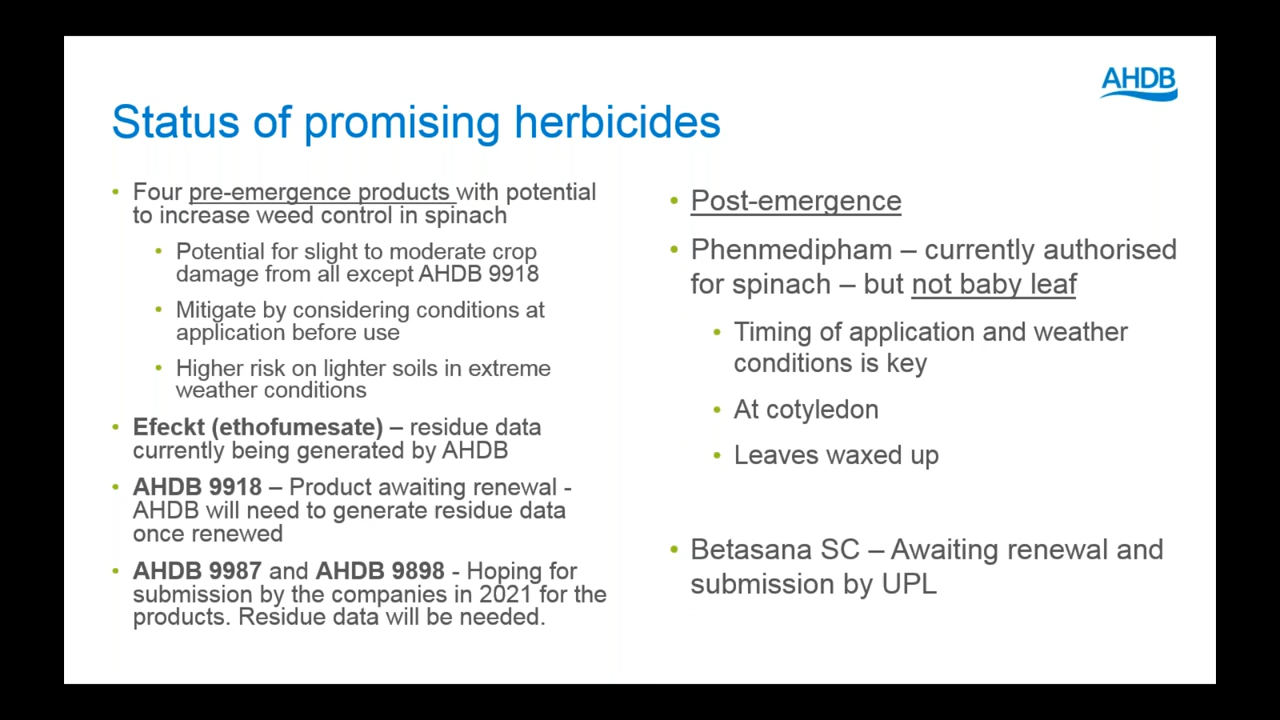 AHDB
Status of promising herbicides
• Four pre-emergence products with potential
to increase weed control in spinach
• Potential for slight to moderate crop
damage from all except AHDB 9918
• Mitigate by considering conditions at
application before use
• Higher risk on lighter soils in extreme
weather conditions
• Efeckt (ethofumesate) – residue data
currently being generated by AHDB
• AHDB 9918 – Product awaiting renewal -
AHDB will need to generate residue data
once renewed
• AHDB 9987 and AHDB 9898 - Hoping for
submission by the companies in 2021 for the
products. Residue data will be needed.
• Post-emergence
• Phenmedipham – currently authorised
for spinach – but not baby leaf
• Timing of application and weather
conditions is key
• At cotyledon
• Leaves waxed up
• Betasana SC – Awaiting renewal and
submission by UPL